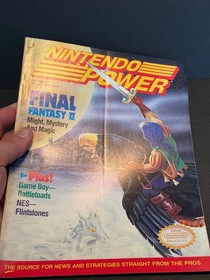 NINTENDO
POWER
FINAL
FANTASY II
Might, Mystery
And Magic
Plus!
Game Boy—
Battletoads
NES—
Flintstones
THE SOURCE FOR NEWS AND STRATEGIES STRAIGHT FROM THE PROS